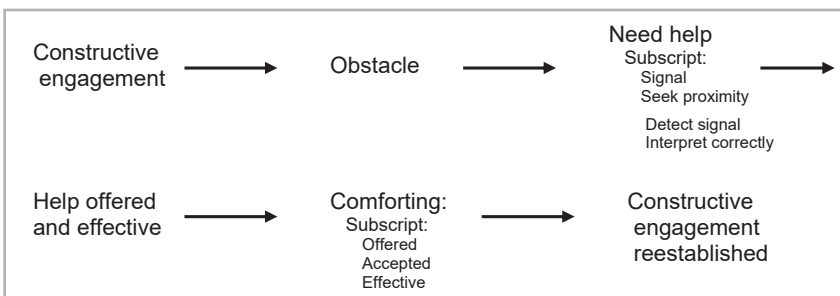 Constructive
engagement
Obstacle
Need help
Subscript:
Signal
Seek proximity
Detect signal
Interpret correctly
Help offered
and effective
Comforting:
Subscript:
Offered
Accepted
Effective
Constructive
engagement
reestablished